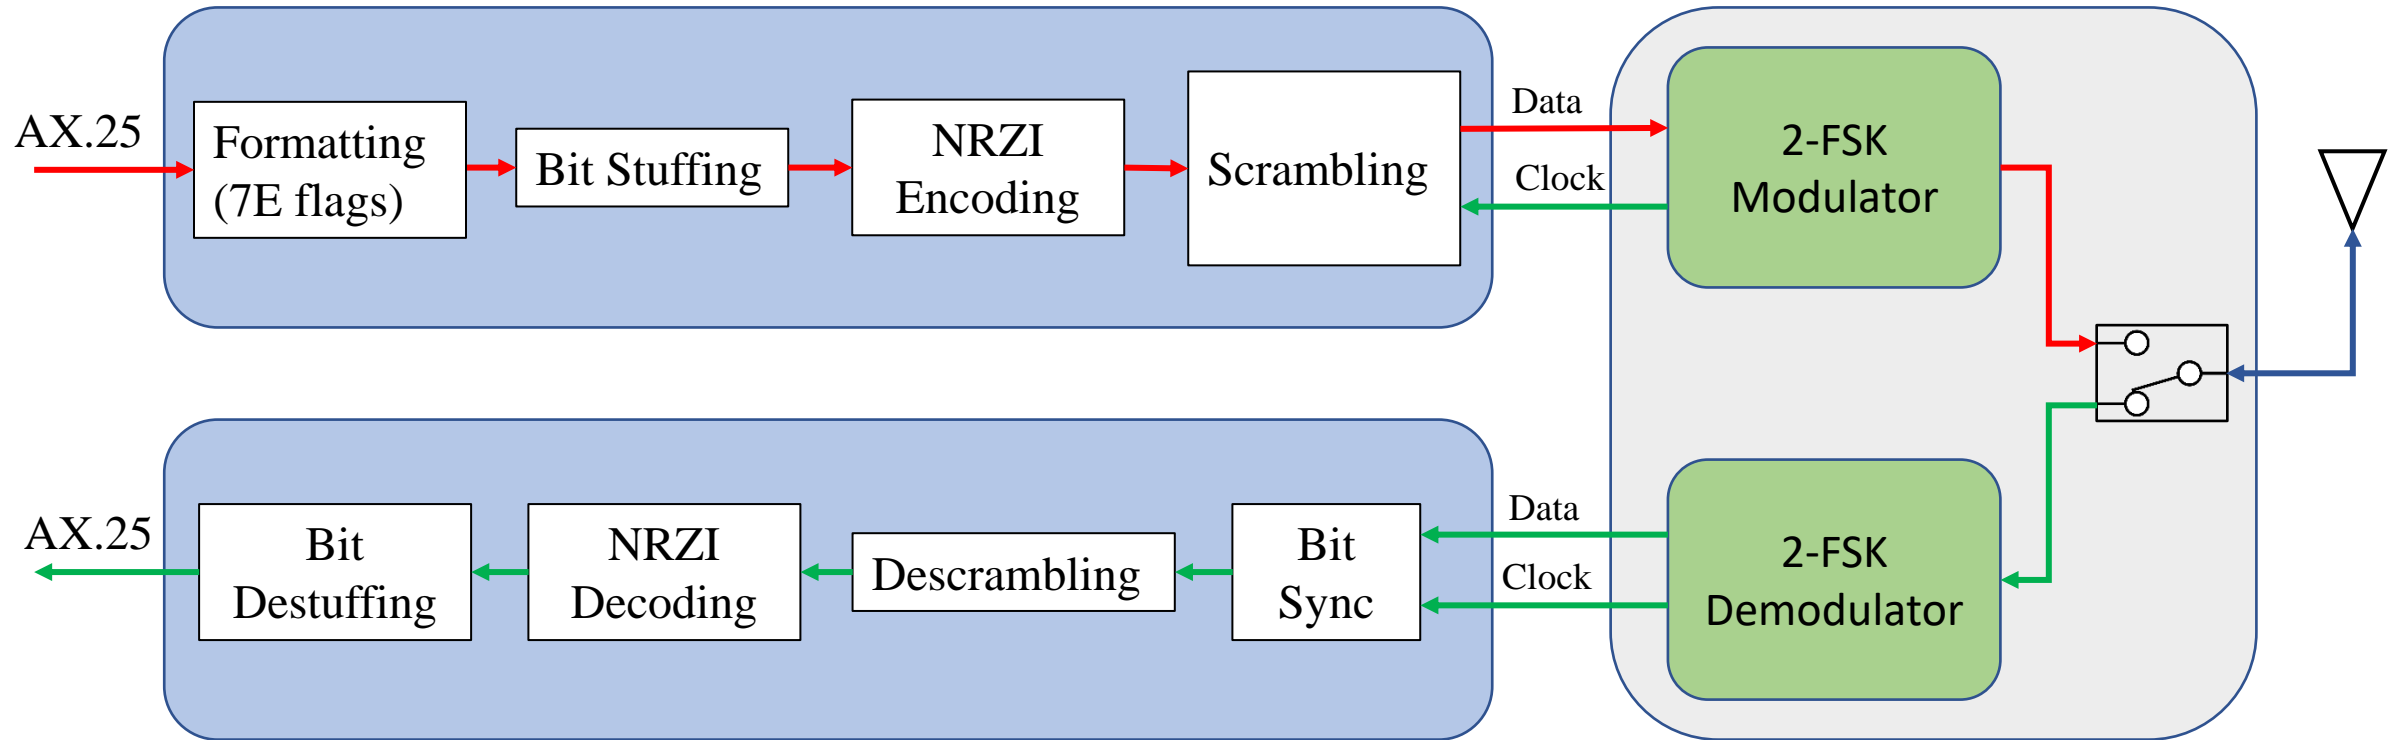 AX.25
Formatting
(7E flags)
Bit Stuffing
NRZI
Encoding
Scrambling
Data
Clock
2-FSK
Modulator
AX.25
Bit
Destuffing
NRZI
Decoding
Descrambling
Bit
Sync
Data
Clock
2-FSK
Demodulator